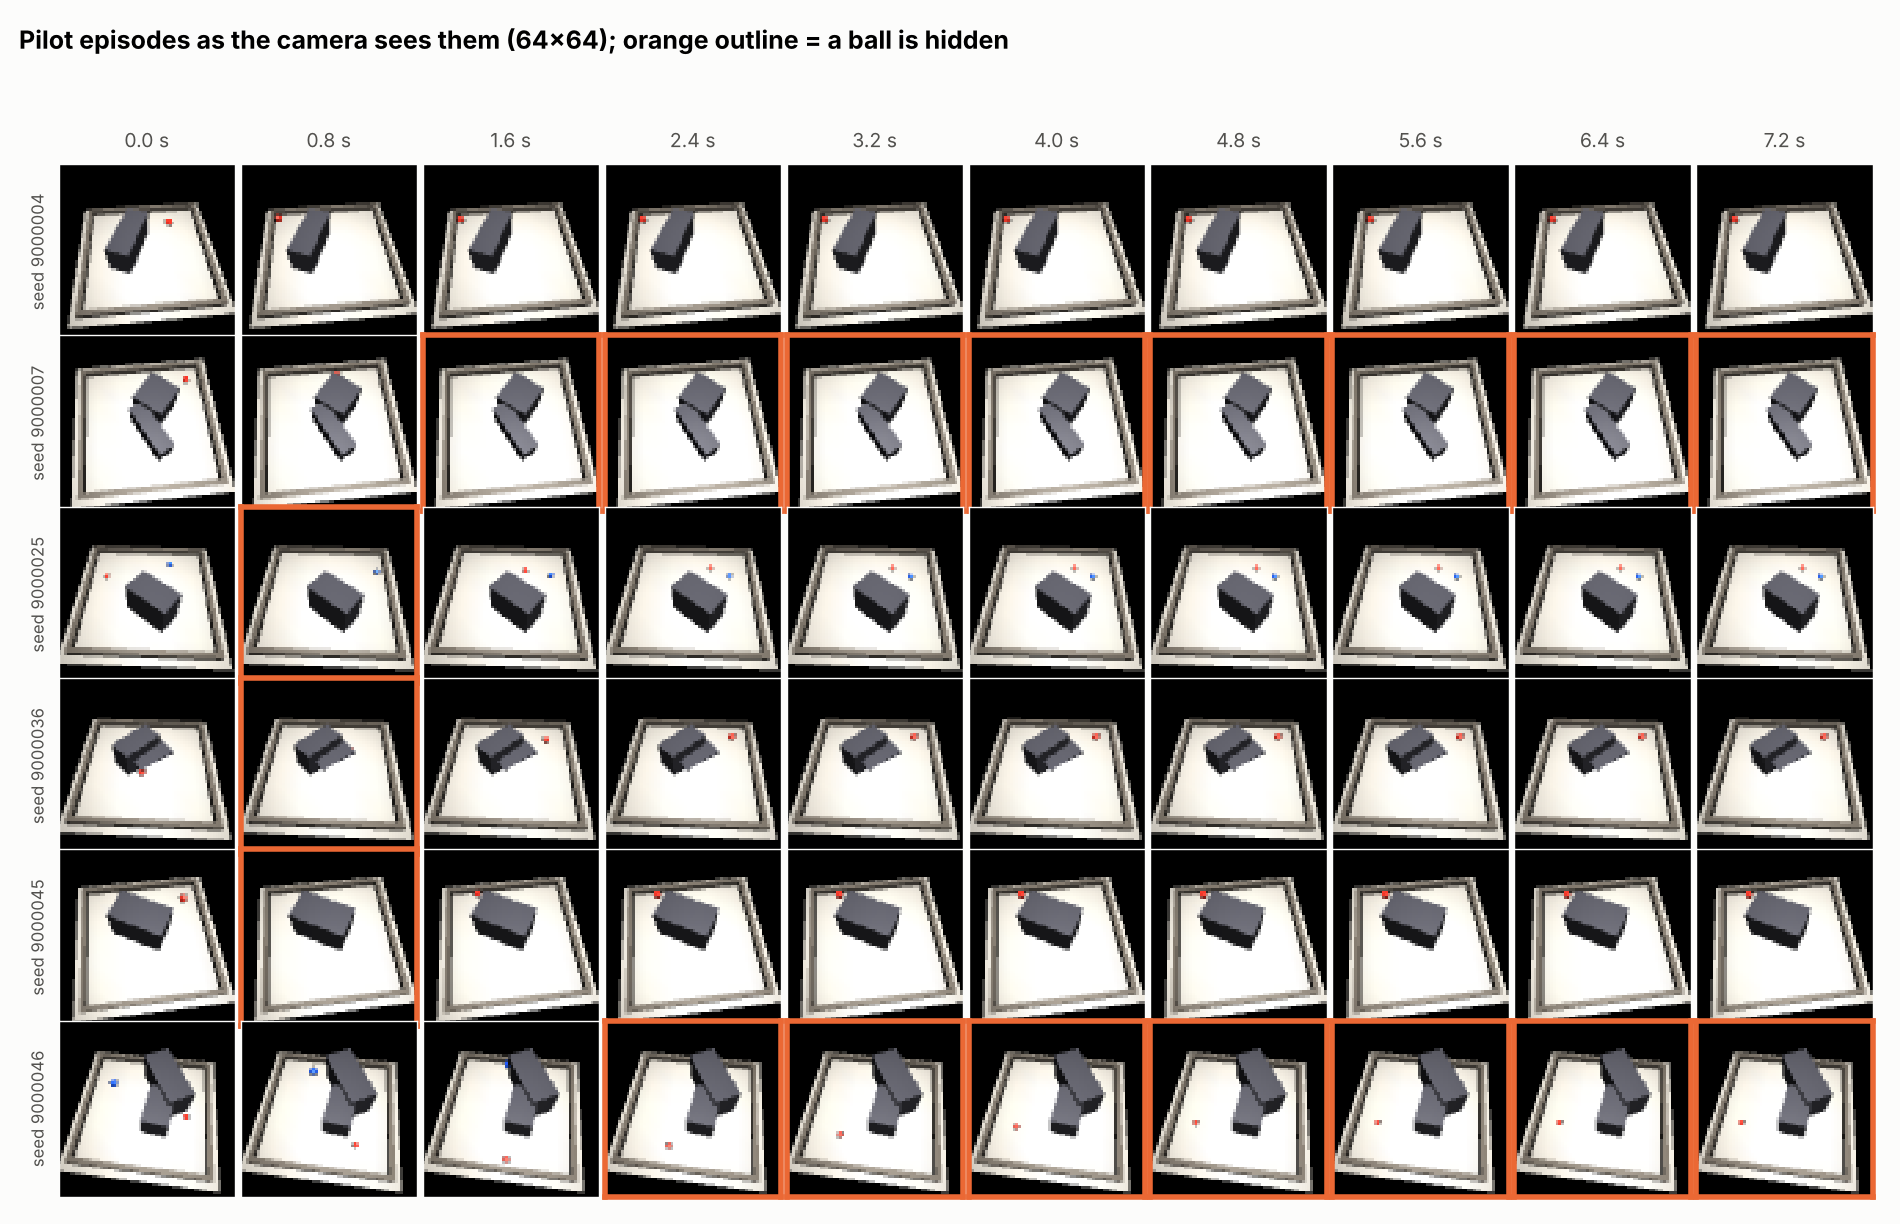 Pilot episodes as the camera sees them (64×64); orange outline = a ball is hidden
0.0 s 0.8 s 1.6 s 2.4 s 3.2 s 4.0 s 4.8 s 5.6 s 6.4 s 7.2 s
seed 9000004
seed 9000007
seed 9000025
seed 9000036
seed 9000045
seed 9000046